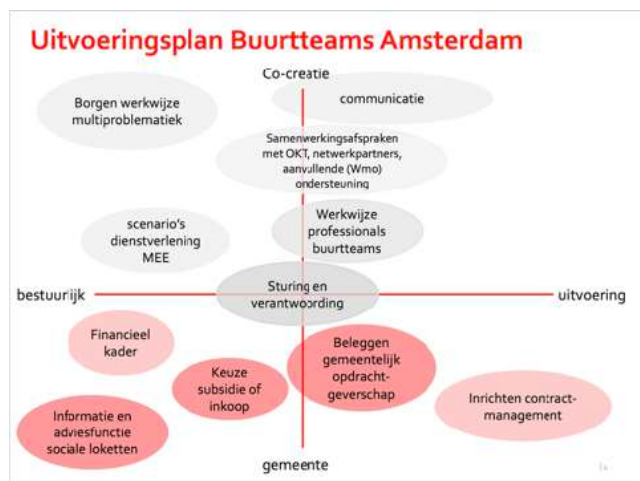 Uitvoeringsplan Buurtteams Amsterdam
Co-creatie
Borgen werkwijze
multiproblematiek
communicatie
Samenwerkingsafspraken
met OKT, netwerkpartners,
aanvullende (Wmo)
ondersteuning
scenario's
dienstverlening
MEE
Werkwijze
professionals
buurtteams
bestuurijk
Sturing en
verantwoording
uitvoering
Financieel
kader
Beleggen
gemeentelijk
opdracht-
geverschap
Keuze
subsidie of
inkoop
Inrichten contract-
management
Informatie en
adviesfunctie
sociale loketten
gemeente